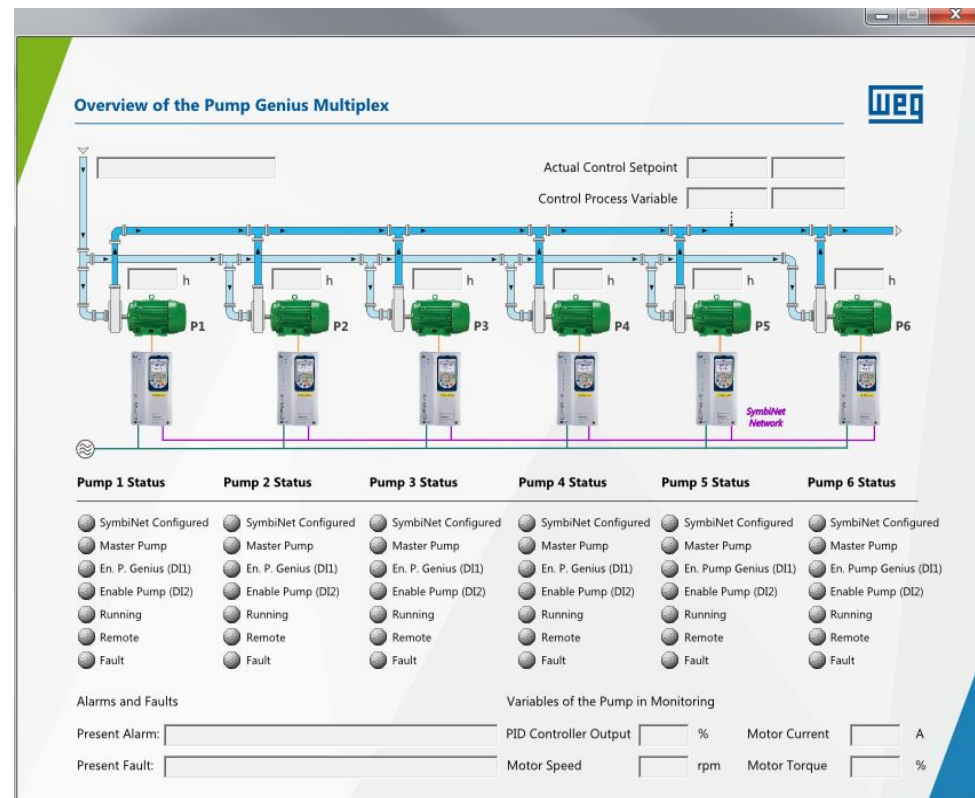 Overview of the Pump Genius Multiplex
WEG
Actual Control Setpoint
Control Process Variable
h h h h h h
P1 P2 P3 P4 P5 P6
SymbiNet
Network
Pump 1 Status Pump 2 Status Pump 3 Status Pump 4 Status Pump 5 Status Pump 6 Status
SymbiNet Configured SymbiNet Configured SymbiNet Configured SymbiNet Configured SymbiNet Configured SymbiNet Configured
Master Pump Master Pump Master Pump Master Pump Master Pump Master Pump
En. P. Genius (DI1) En. P. Genius (DI1) En. P. Genius (DI1) En. P. Genius (DI1) En. Pump Genius (DI1) En. Pump Genius (DI1)
Enable Pump (DI2) Enable Pump (DI2) Enable Pump (DI2) Enable Pump (DI2) Enable Pump (DI2) Enable Pump (DI2)
Running Running Running Running Running Running
Remote Remote Remote Remote Remote Remote
Fault Fault Fault Fault Fault Fault
Alarms and Faults Variables of the Pump in Monitoring
Present Alarm: PID Controller Output % Motor Current A
Present Fault: Motor Speed rpm Motor Torque %